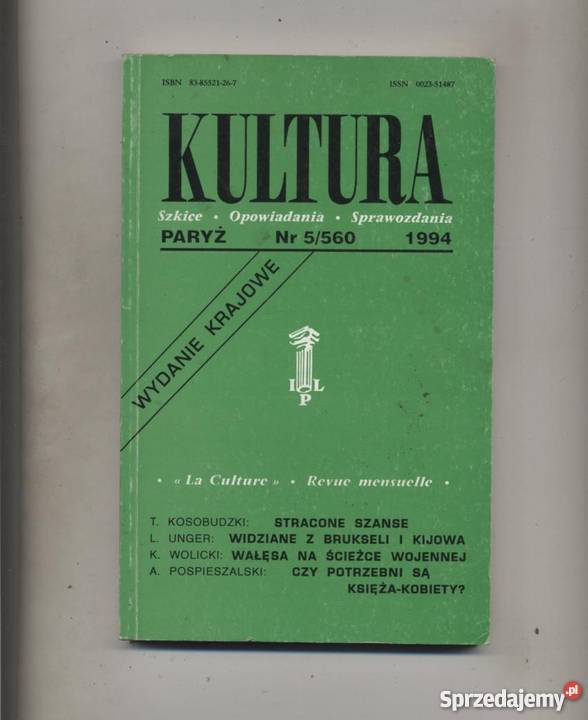 ISBN 83-85521-26-7 ISSN 0023-51487
KULTURA
Szkice • Opowiadania • Sprawozdania
PARYŻ Nr 5/560 1994
WYDANIE KRAJOWE
I L
P
• « La Culture » • Revue mensuelle •
T. KOSOBUDZKI: STRACONE SZANSE
L. UNGER: WIDZIANE Z BRUKSELI I KIJOWA
K. WOLICKI: WAŁĘSA NA ŚCIEŻCE WOJENNEJ
A. POSPIESZALSKI: CZY POTRZEBNI SĄ
KSIĘŻA-KOBIETY?
Sprzedajemy.pl